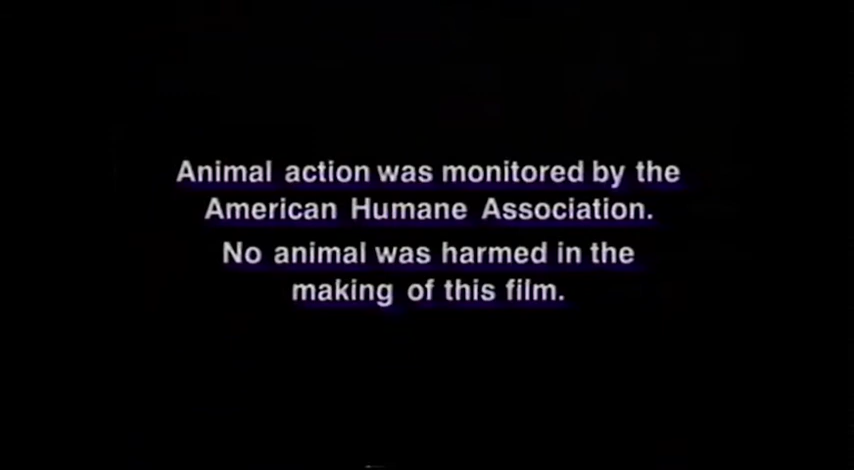 Animal action was monitored by the
American Humane Association.
No animal was harmed in the
making of this film.